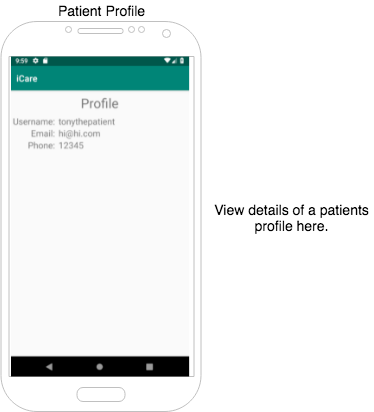 Patient Profile
9:59
iCare
Profile
Username: tonythepatient
Email: hi@hi.com
Phone: 12345
View details of a patients
profile here.